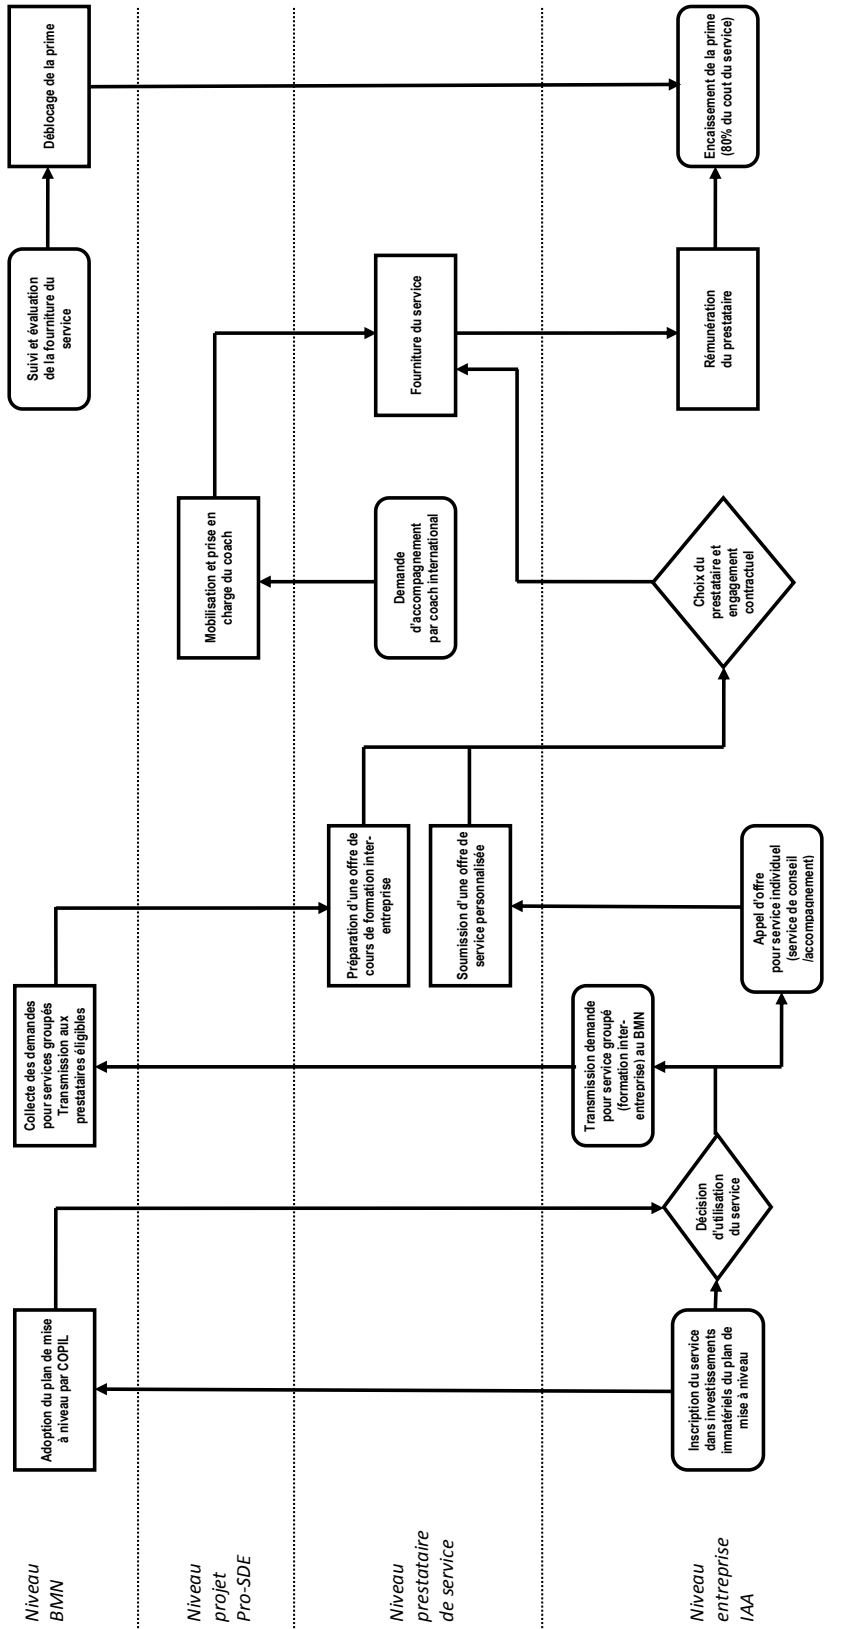 Niveau
BMN
Adoption du plan de mise
à niveau par COPIL
Collecte des demandes
pour services groupés
Transmission aux
prestataires éligibles
Suivi et évaluation
de la fourniture du
service
Déblocage de la prime
Niveau
projet
Pro-SDE
Mobilisation et prise en
charge du coach
Niveau
prestataire
de service
Préparation d'une offre de
cours de formation inter-
entreprise
Soumission d'une offre de
service personnalisée
Demande
d'accompagnement
par coach international
Fourniture du service
Niveau
entreprise
IAA
Inscription du service
dans investissements
immatériels du plan de
mise à niveau
Décision
d'utilisation
du service
Transmission demande
pour service groupé
(formation inter-
entreprise) au BMN
Appel d'offre
pour service individuel
(service de conseil
/accompagnement)
Choix du
prestataire et
engagement
contractuel
Rémunération
du prestataire
Encaissement de la prime
(80% du cout du service)